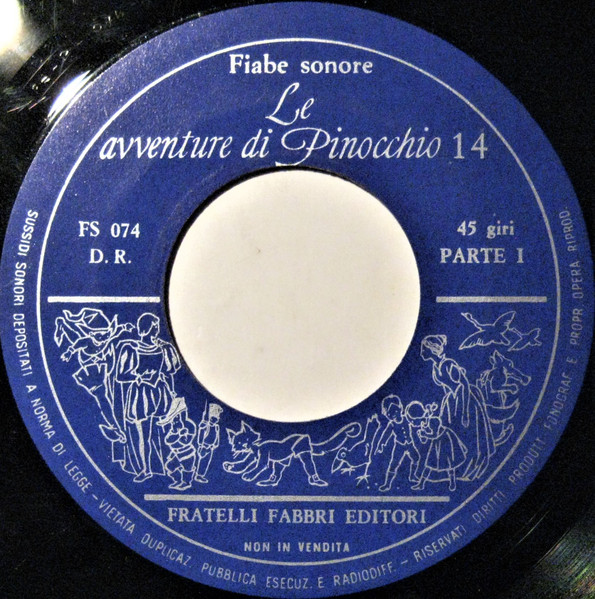 Fiabe sonore
Le
avventure di Pinocchio 14
FS 074
D. R.
45 giri
PARTE I
FRATELLI FABBRI EDITORI
NON IN VENDITA
SUSSIDI SONORI DEPOSITATI A NORMA DI LEGGE - VIETATA DUPLICAZ. PUBBLICA ESECUZ. E RADIODIFF. - RISERVATI DIRITTI PRODUTT. FONOGRAF. E PROPR. OPERA RIPROD.